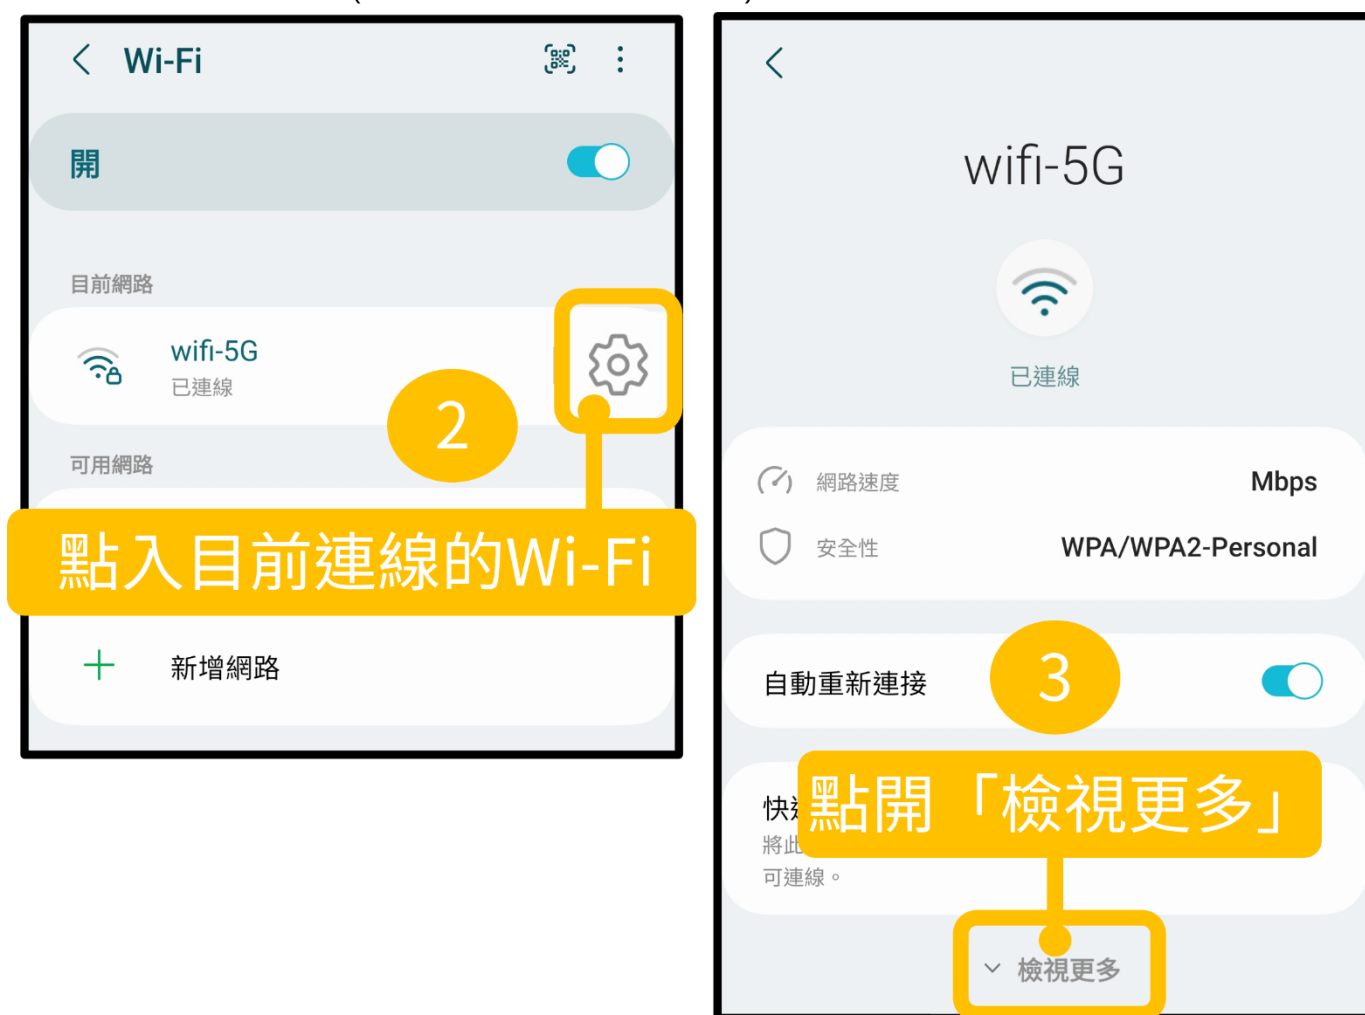 Wi-Fi
開
目前網路
wifi-5G
已連線
2
可用網路
點入目前連線的Wi-Fi
新增網路
wifi-5G
已連線
網路速度
Mbps
安全性
WPA/WPA2-Personal
自動重新連接
3
點開「檢視更多」
快
將此
可連線。
檢視更多